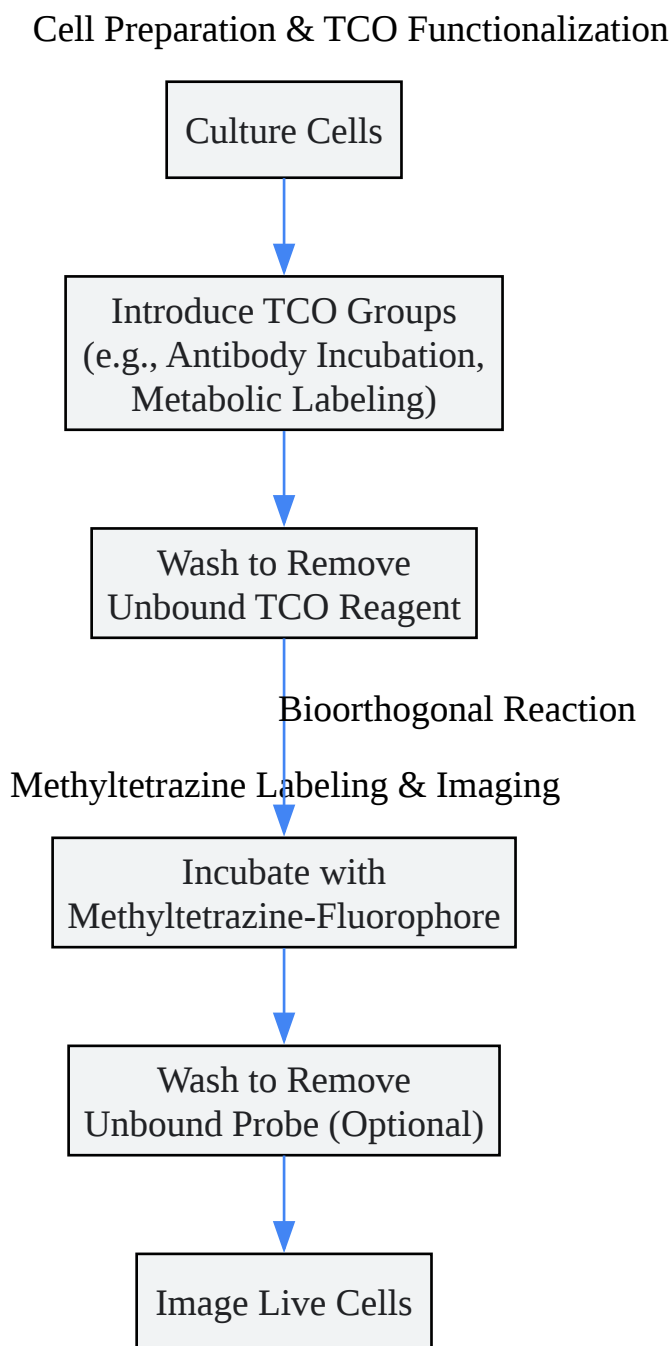 Cell Preparation & TCO Functionalization
Culture Cells
Introduce TCO Groups
(e.g., Antibody Incubation,
Metabolic Labeling)
Wash to Remove
Unbound TCO Reagent
Bioorthogonal Reaction
Methyltetrazine Labeling & Imaging
Incubate with
Methyltetrazine-Fluorophore
Wash to Remove
Unbound Probe (Optional)
Image Live Cells